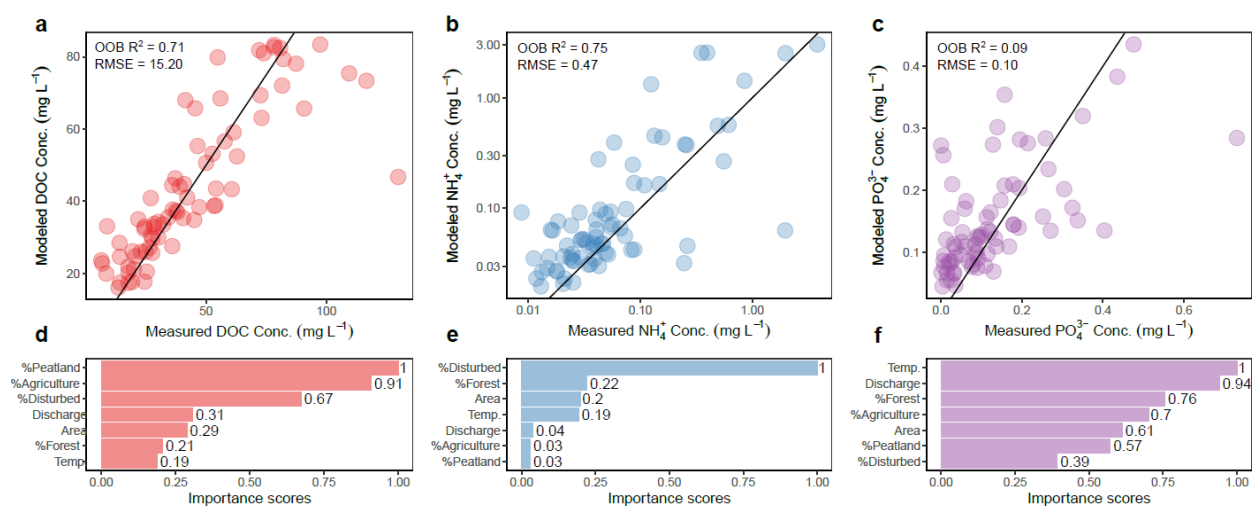 a
OOB R² = 0.71
RMSE = 15.20
Modeled DOC Conc. (mg L⁻¹)
80
60
40
20
50
100
Measured DOC Conc. (mg L⁻¹)
b
OOB R² = 0.75
RMSE = 0.47
Modeled NH₄⁺ Conc. (mg L⁻¹)
3.00
1.00
0.30
0.10
0.03
0.01
0.10
1.00
Measured NH₄⁺ Conc. (mg L⁻¹)
c
OOB R² = 0.09
RMSE = 0.10
Modeled PO₄³⁻ Conc. (mg L⁻¹)
0.4
0.3
0.2
0.1
0.0
0.2
0.4
0.6
Measured PO₄³⁻ Conc. (mg L⁻¹)
d
%Peatland 1
%Agriculture 0.91
%Disturbed 0.67
Discharge 0.31
Area 0.29
%Forest 0.21
Temp 0.19
0.00 0.25 0.50 0.75 1.00
Importance scores
e
%Disturbed 1
%Forest 0.22
Area 0.2
Temp. 0.19
Discharge 0.04
%Agriculture 0.03
%Peatland 0.03
0.00 0.25 0.50 0.75 1.00
Importance scores
f
Temp. 1
Discharge 0.94
%Forest 0.76
%Agriculture 0.7
Area 0.61
%Peatland 0.57
%Disturbed 0.39
0.00 0.25 0.50 0.75 1.00
Importance scores